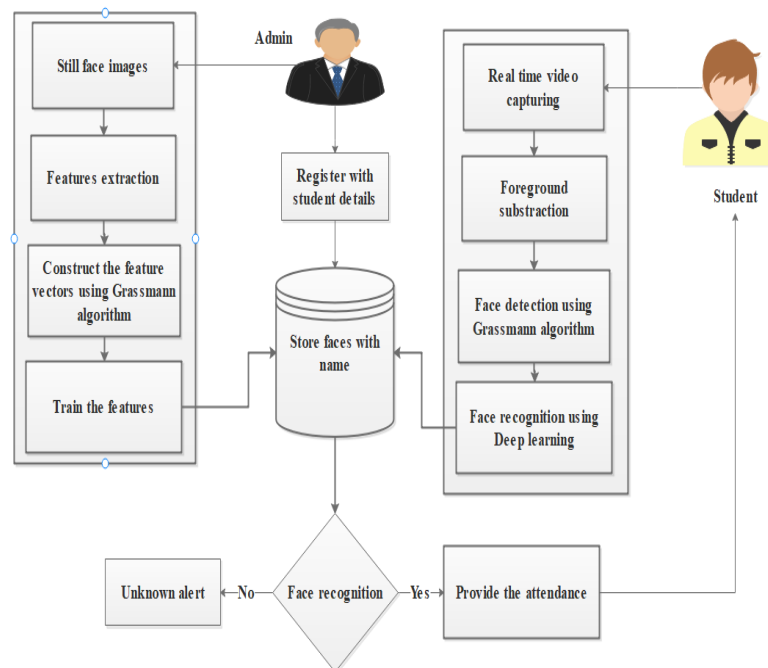 Admin
Still face images
Features extraction
Construct the feature
vectors using Grassmann
algorithm
Train the features
Register with
student details
Store faces with
name
Real time video
capturing
Foreground
substraction
Face detection using
Grassmann algorithm
Face recognition using
Deep learning
Student
Face recognition
No
Unknown alert
Yes
Provide the attendance